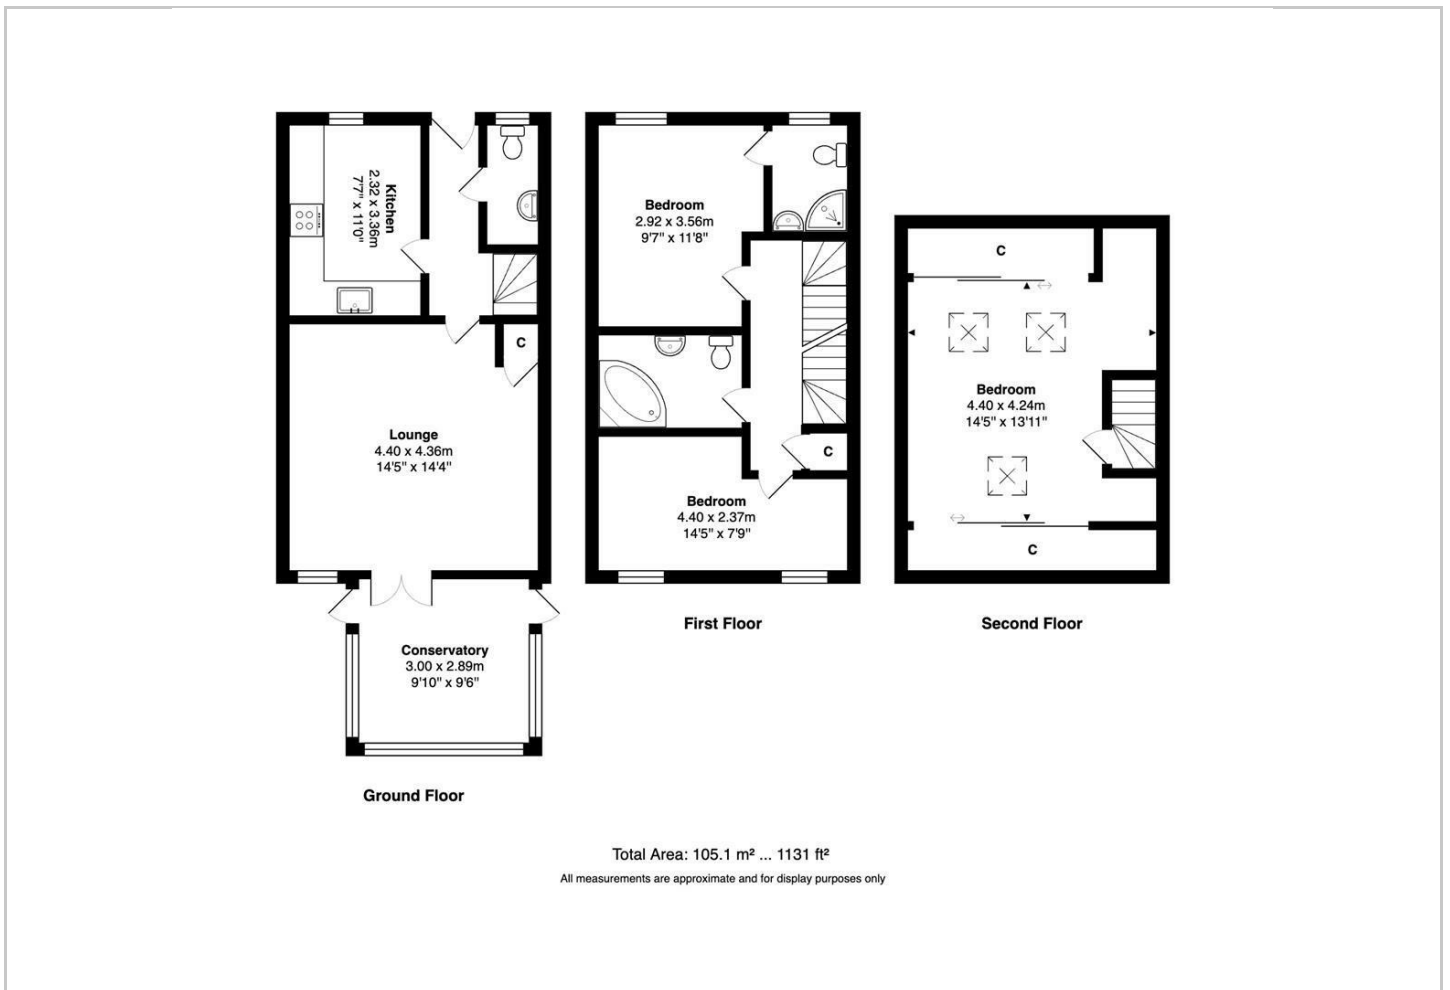 Kitchen
2.32 x 3.36m
7'7" x 11'0"
C
Lounge
4.40 x 4.36m
14'5" x 14'4"
Conservatory
3.00 x 2.89m
9'10" x 9'6"
Ground Floor
Bedroom
2.92 x 3.56m
9'7" x 11'8"
C
Bedroom
4.40 x 2.37m
14'5" x 7'9"
First Floor
C
Bedroom
4.40 x 4.24m
14'5" x 13'11"
C
Second Floor
Total Area: 105.1 m² ... 1131 ft²
All measurements are approximate and for display purposes only